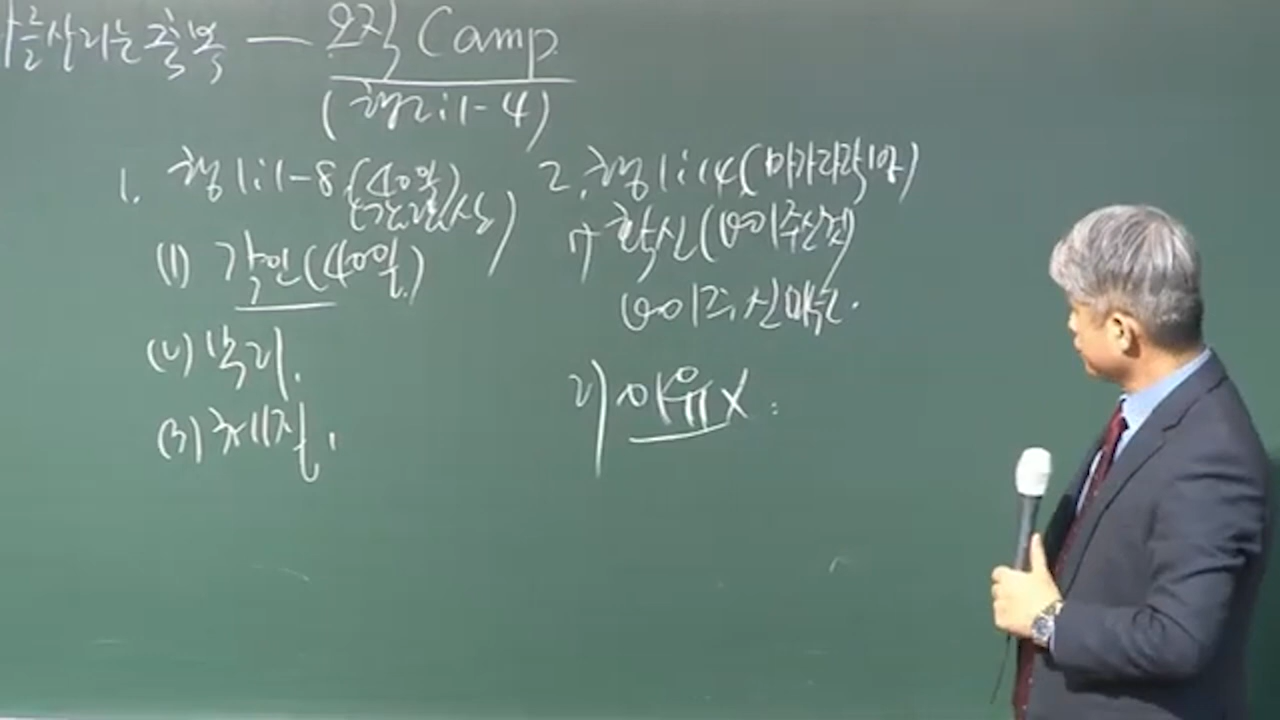 를 살리는 축복 — 오직 Camp
(행2:1-4)
1. 행1:1-8 (40일)
(1) 각인(40일)
(2) 뿌리.
(3) 체질.
2. 행1:14 (마가다락방)
1) 확신
2) 이유X: